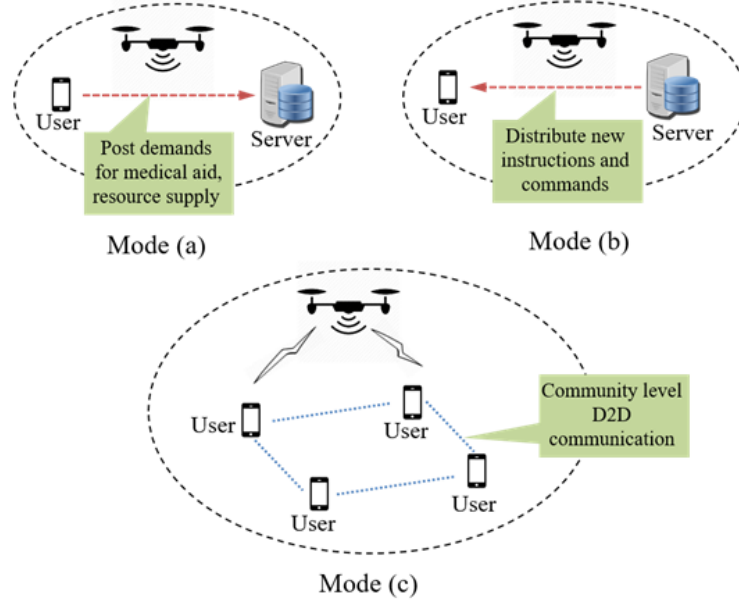 User
Server
Post demands
for medical aid,
resource supply
Mode (a)
User
Server
Distribute new
instructions and
commands
Mode (b)
User
User
User
User
Community level
D2D
communication
Mode (c)